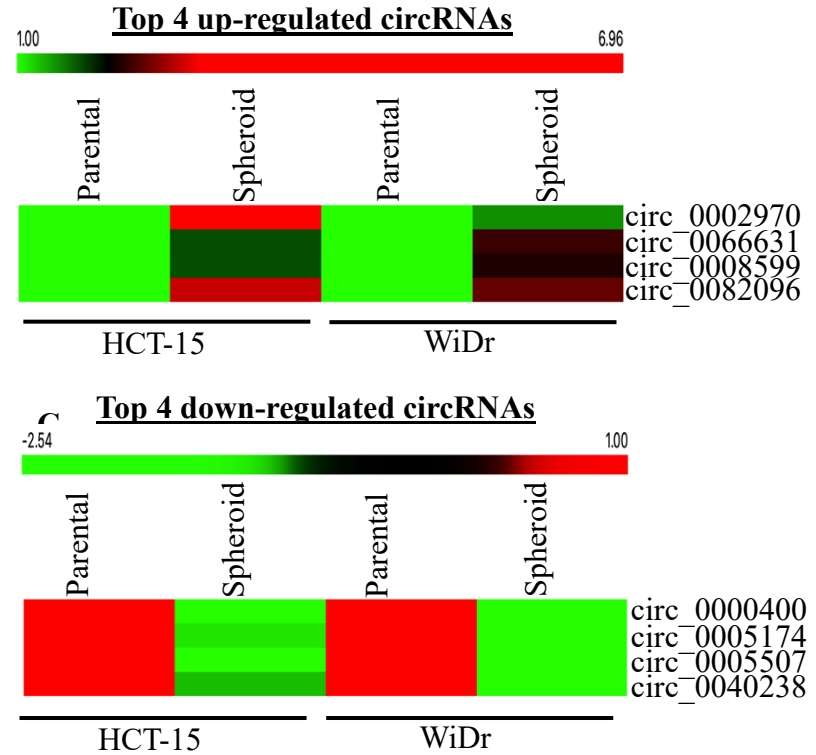 Top 4 up-regulated circRNAs
1.00 6.96
Parental Spheroid Parental Spheroid
circ_0002970
circ_0066631
circ_0008599
circ_0082096
HCT-15 WiDr
C Top 4 down-regulated circRNAs
-2.54 1.00
Parental Spheroid Parental Spheroid
circ_0000400
circ_0005174
circ_0005507
circ_0040238
HCT-15 WiDr